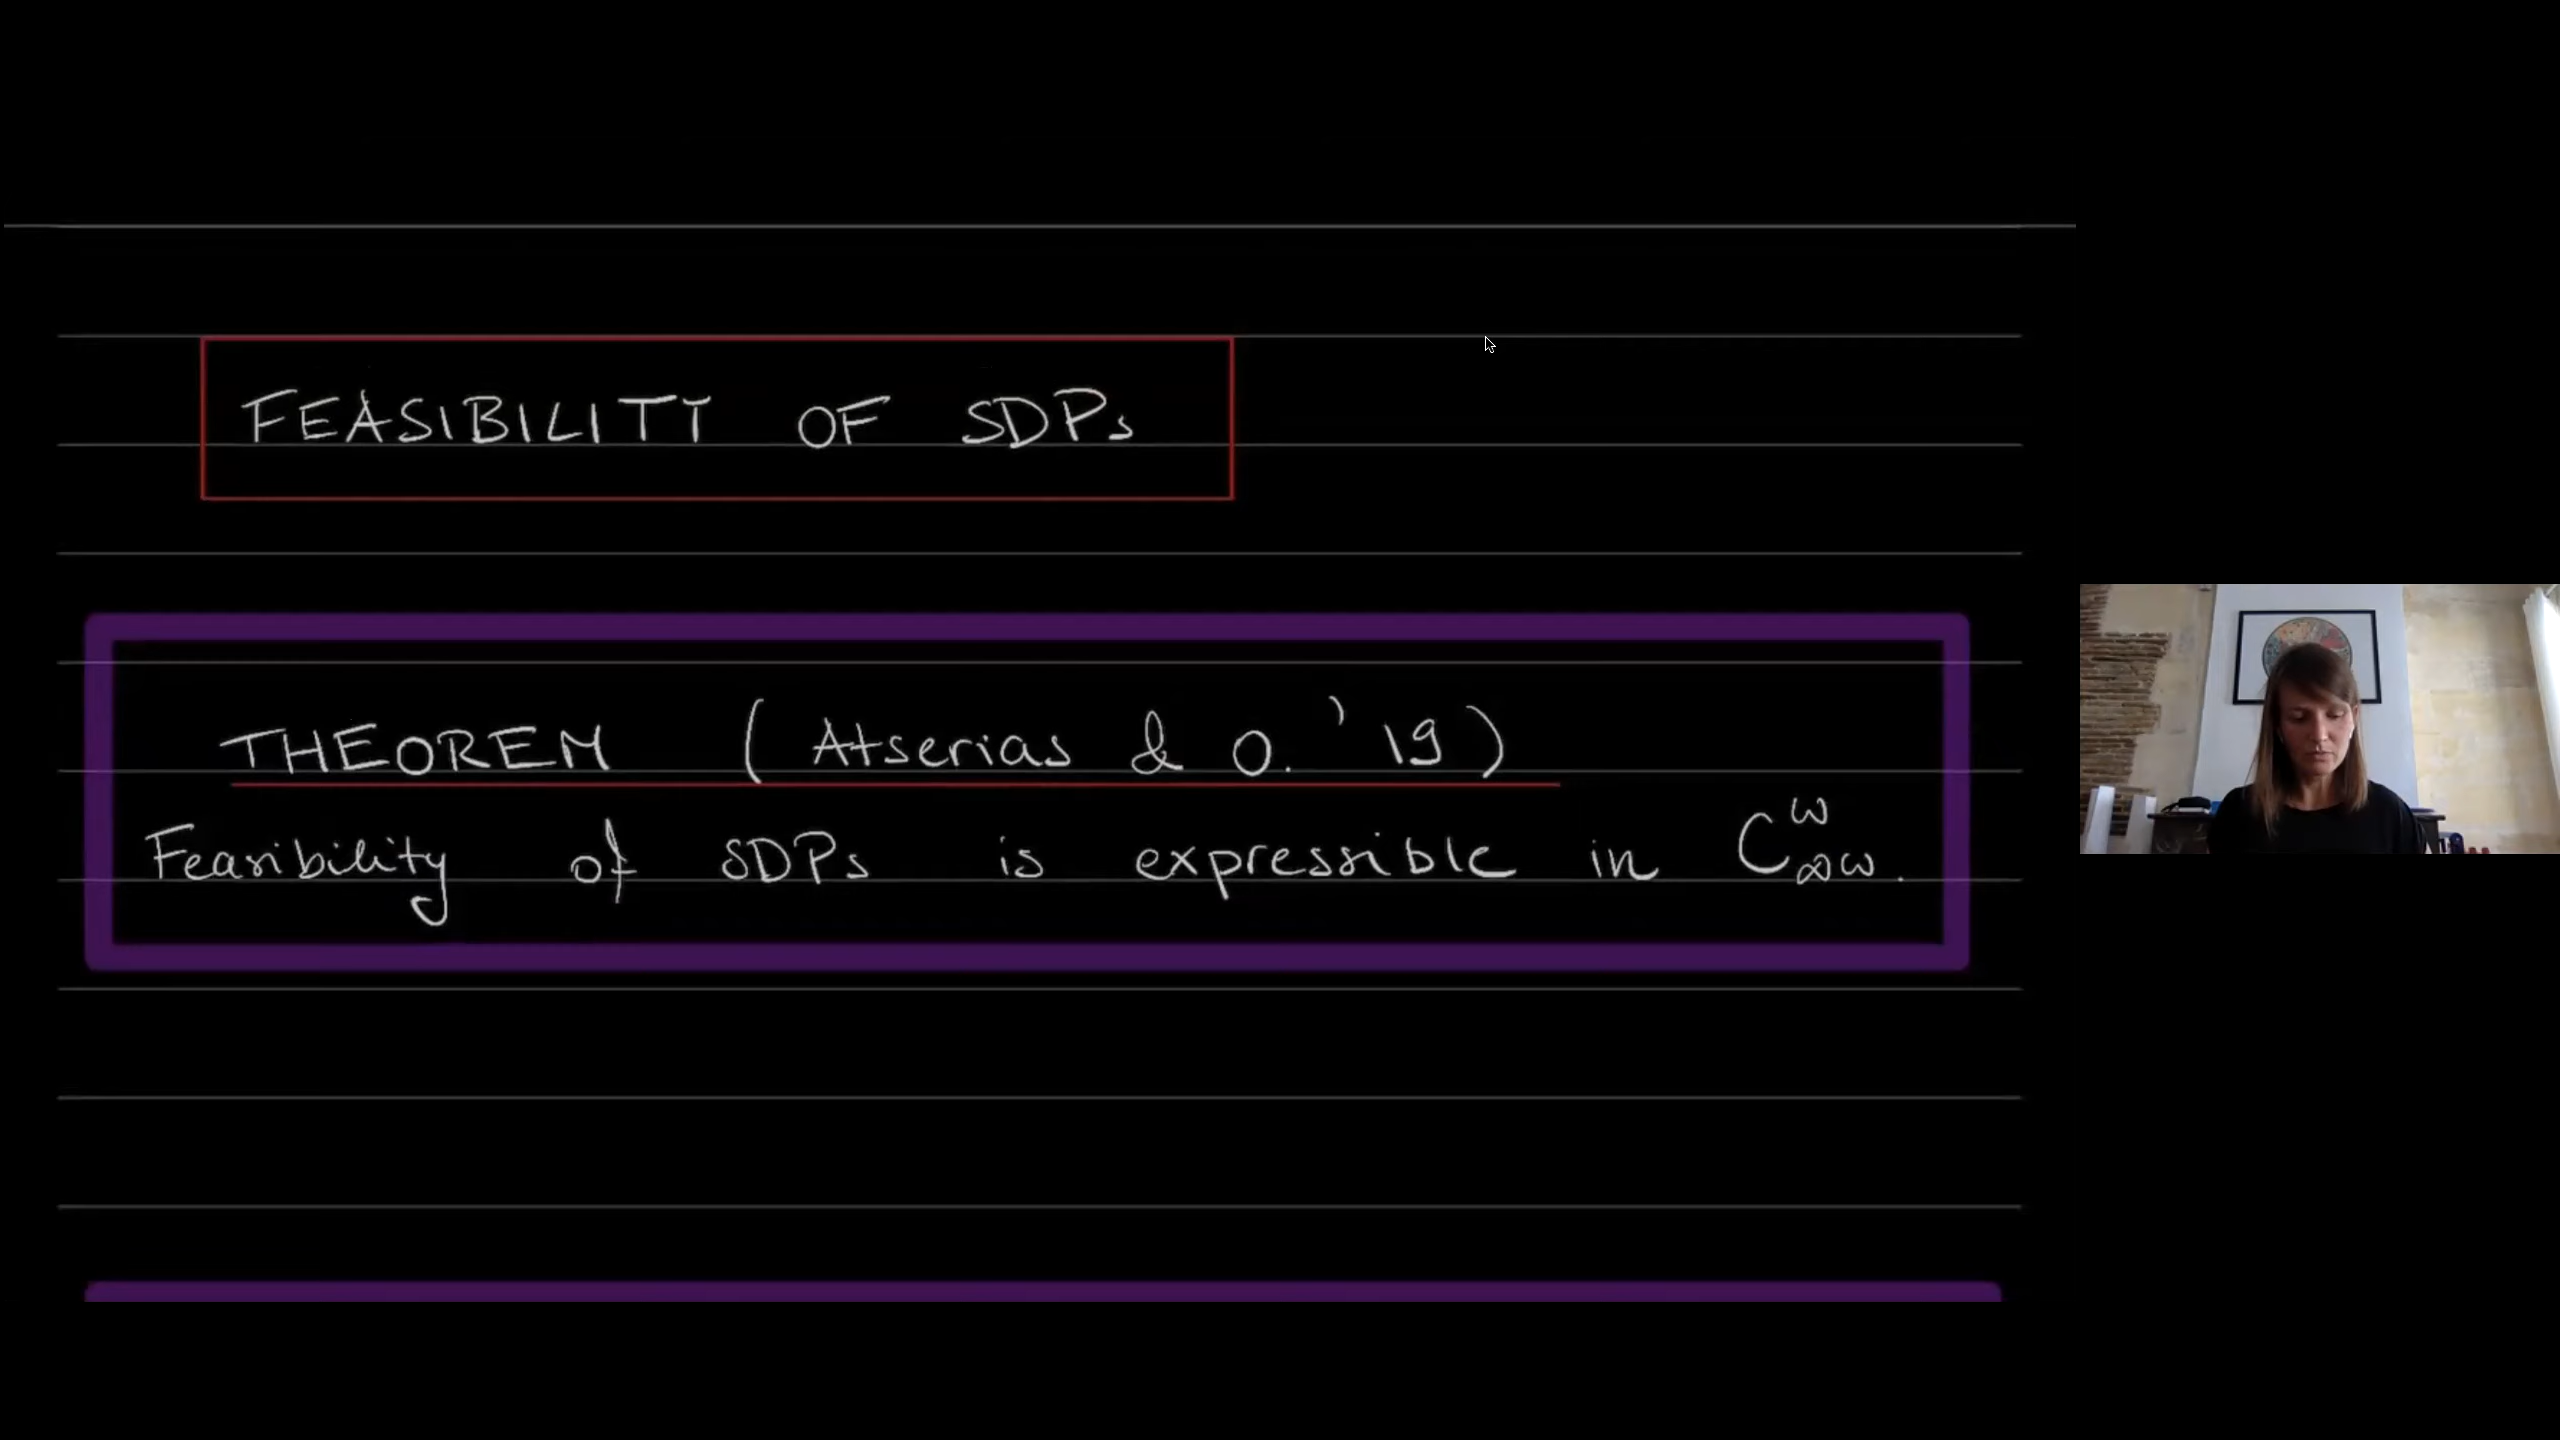 FEASIBILITY OF SDPs
THEOREM (Atserias & O. '19)
Feasibility of SDPs is expressible in C^ω_∞ω.